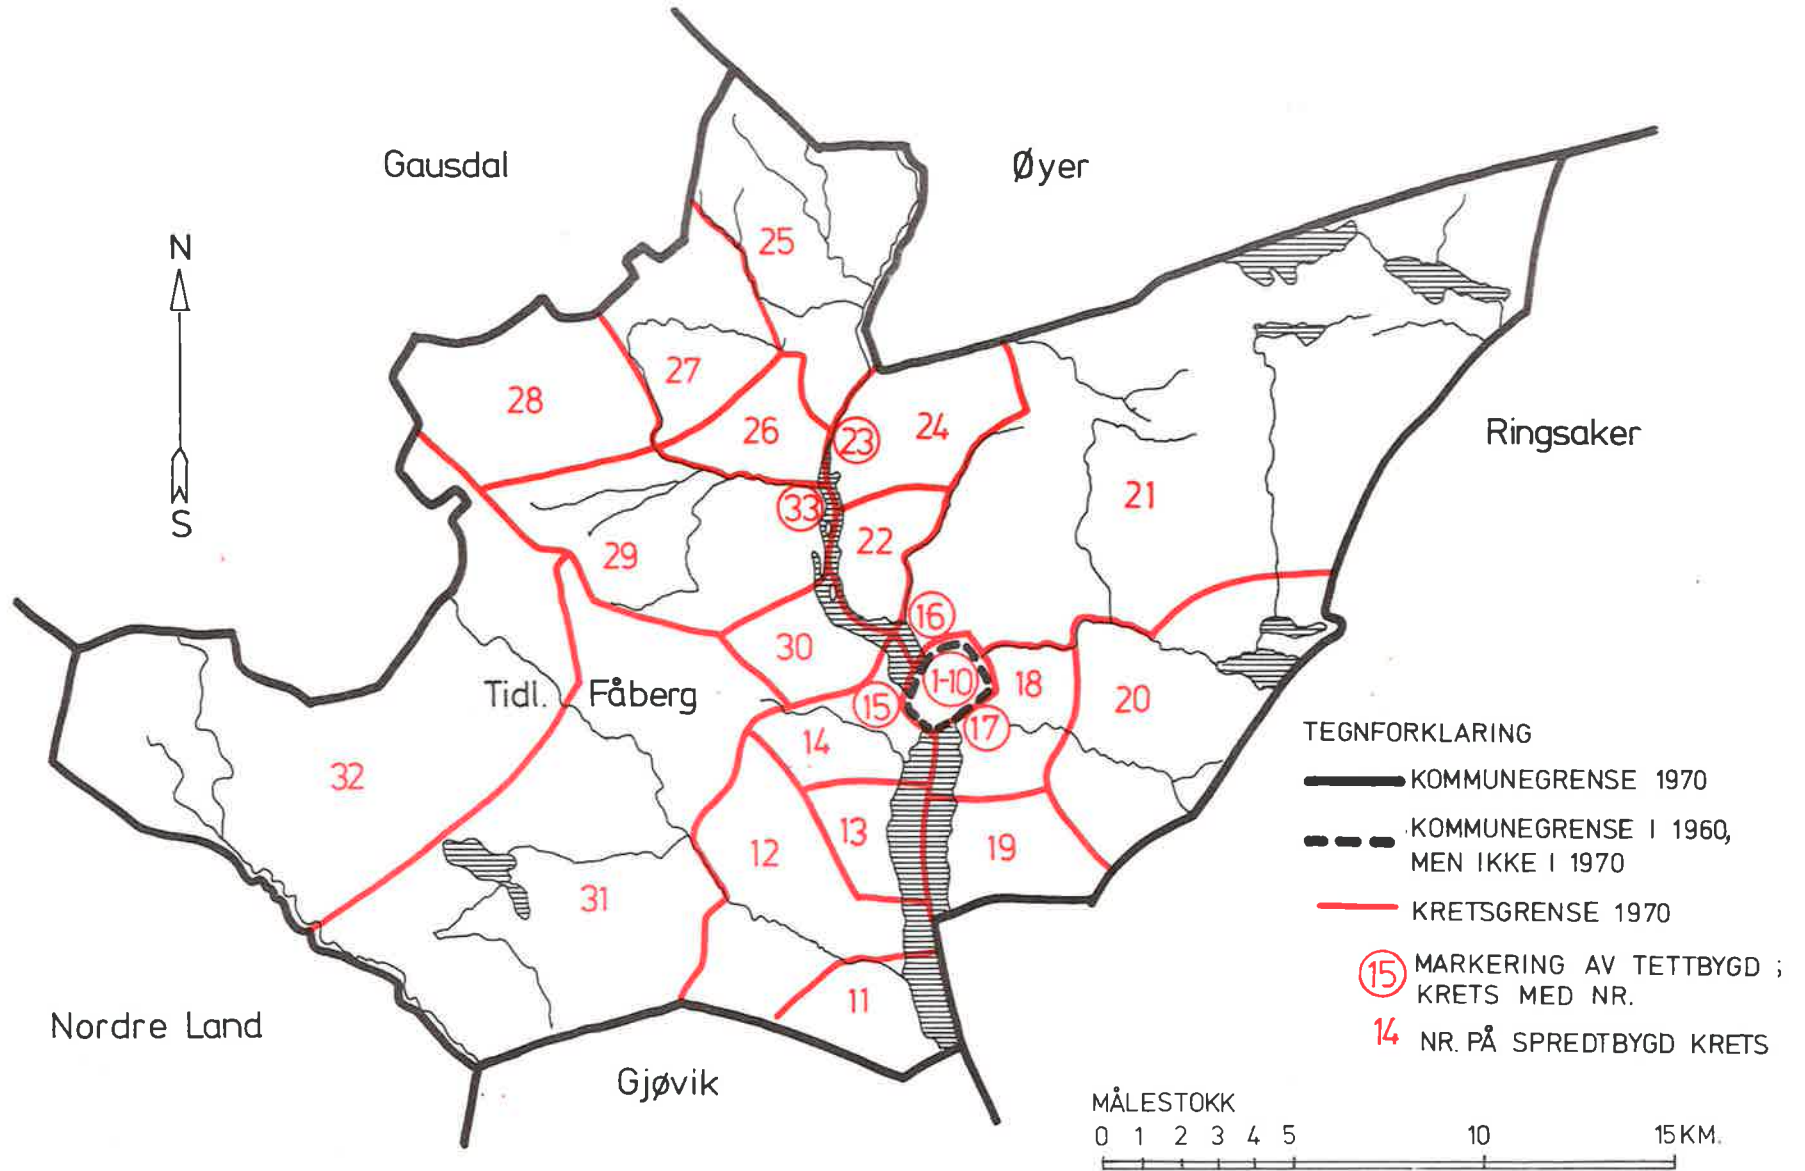 Gausdal
Øyer
N
S
25
27
28
26
23
24
Ringsaker
21
33
22
29
16
30
1-10
18
Tidl. Fåberg
15
17
20
14
32
13
12
19
31
11
Nordre Land
Gjøvik
TEGNFORKLARING
KOMMUNEGRENSE 1970
KOMMUNEGRENSE I 1960,
MEN IKKE I 1970
KRETSGRENSE 1970
15 MARKERING AV TETTBYGD ;
KRETS MED NR.
14 NR. PÅ SPREDTBYGD KRETS
MÅLESTOKK
0 1 2 3 4 5 10 15 KM.